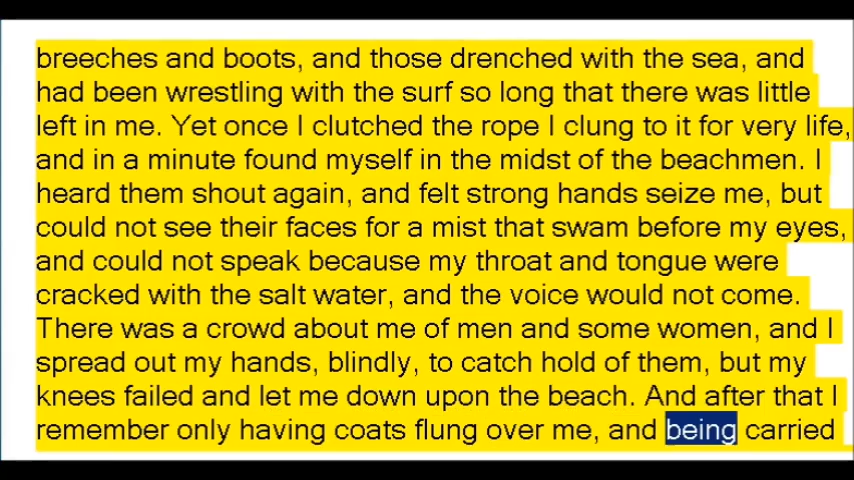 breeches and boots, and those drenched with the sea, and
had been wrestling with the surf so long that there was little
left in me. Yet once I clutched the rope I clung to it for very life,
and in a minute found myself in the midst of the beachmen. I
heard them shout again, and felt strong hands seize me, but
could not see their faces for a mist that swam before my eyes,
and could not speak because my throat and tongue were
cracked with the salt water, and the voice would not come.
There was a crowd about me of men and some women, and I
spread out my hands, blindly, to catch hold of them, but my
knees failed and let me down upon the beach. And after that I
remember only having coats flung over me, and being carried